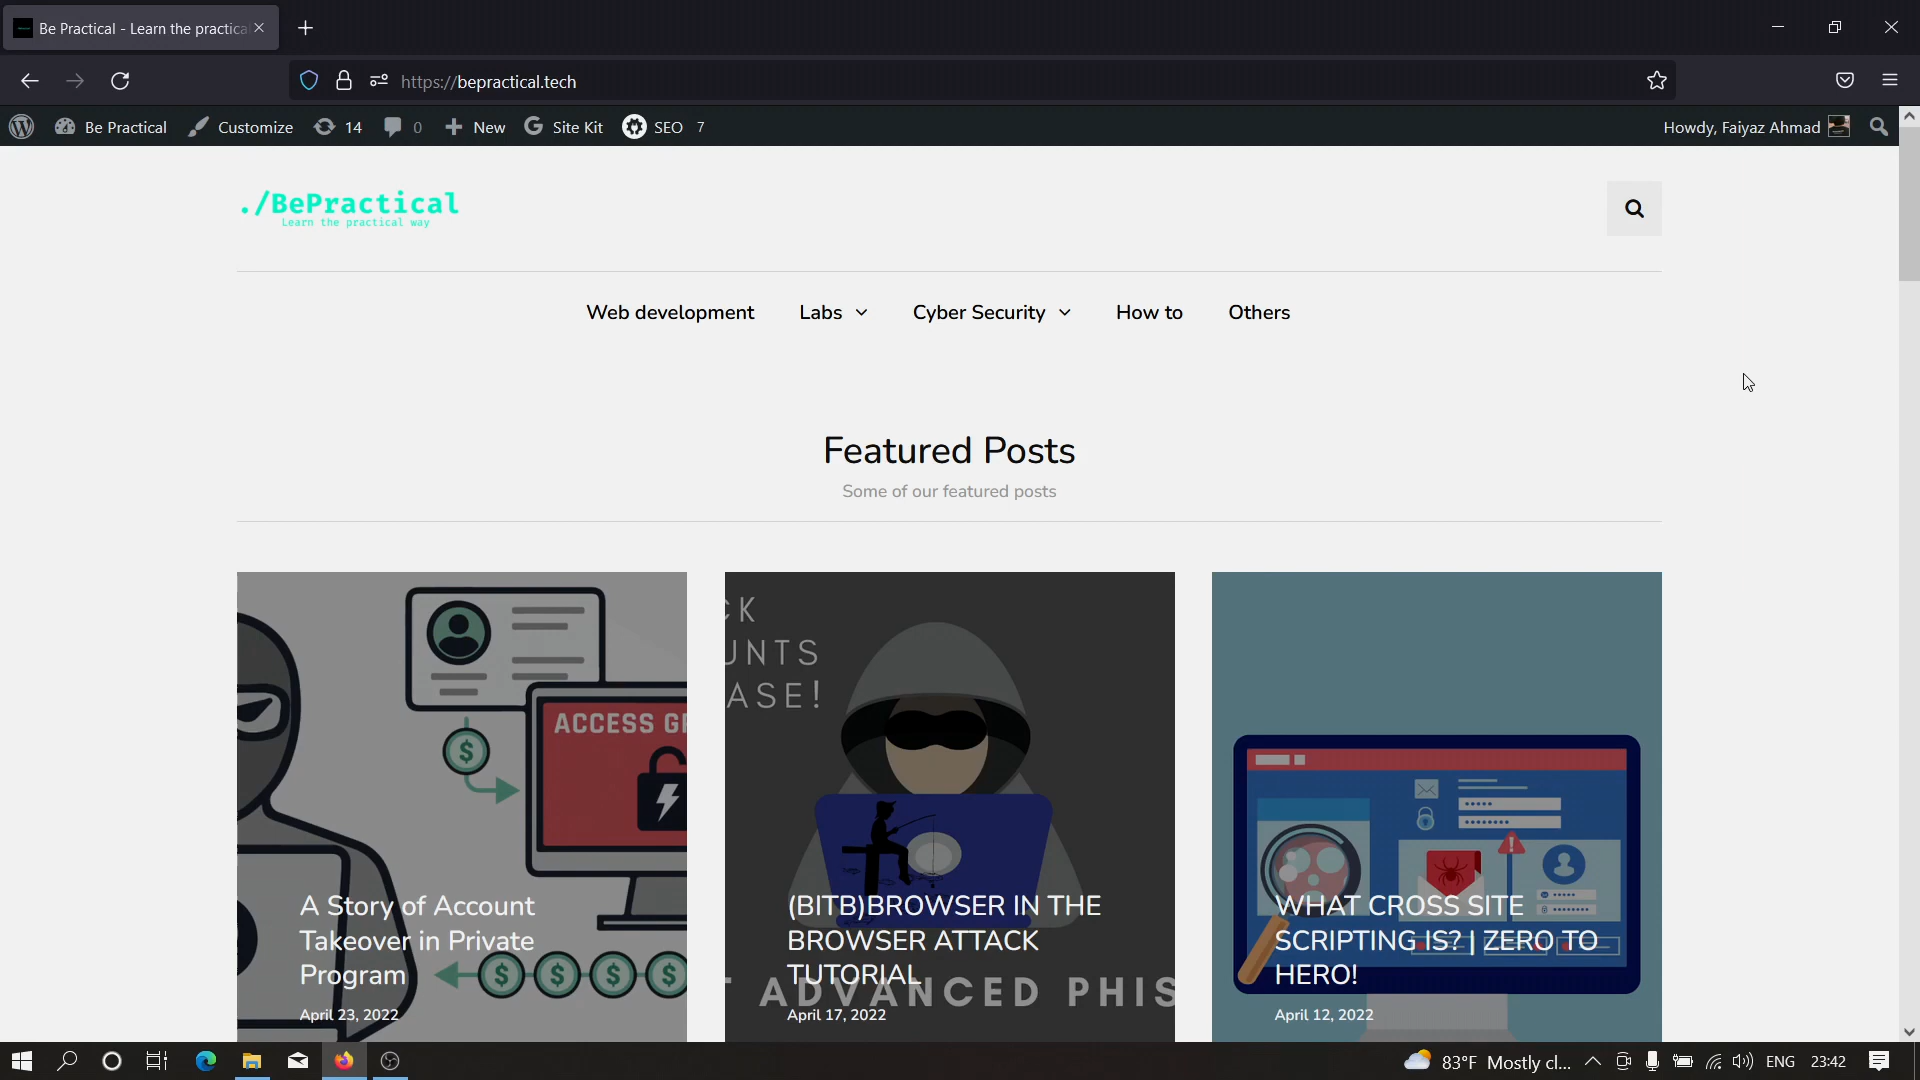 Be Practical - Learn the practica
https://bepractical.tech
Be Practical
Customize
14
0
New
Site Kit
SEO 7
Howdy, Faiyaz Ahmad
./BePractical
Learn the practical way
Web development
Labs
Cyber Security
How to
Others
Featured Posts
Some of our featured posts
ACCESS GR
A Story of Account
Takeover in Private
Program
April 23, 2022
CK
UNTS
ASE!
(BITB)BROWSER IN THE
BROWSER ATTACK
TUTORIAL
T ADVANCED PHIS
April 17, 2022
WHAT CROSS SITE
SCRIPTING IS? | ZERO TO
HERO!
April 12, 2022
83°F Mostly cl...
ENG
23:42